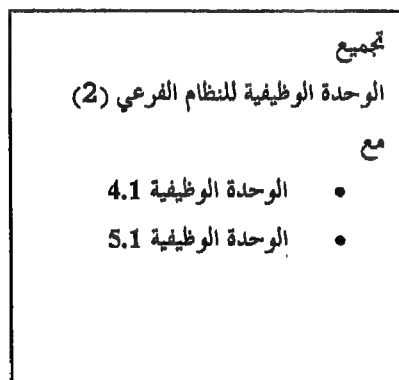 تجميع
الوحدة الوظيفية للنظام الفرعي (2)
مع
• الوحدة الوظيفية 4.1
• الوحدة الوظيفية 5.1